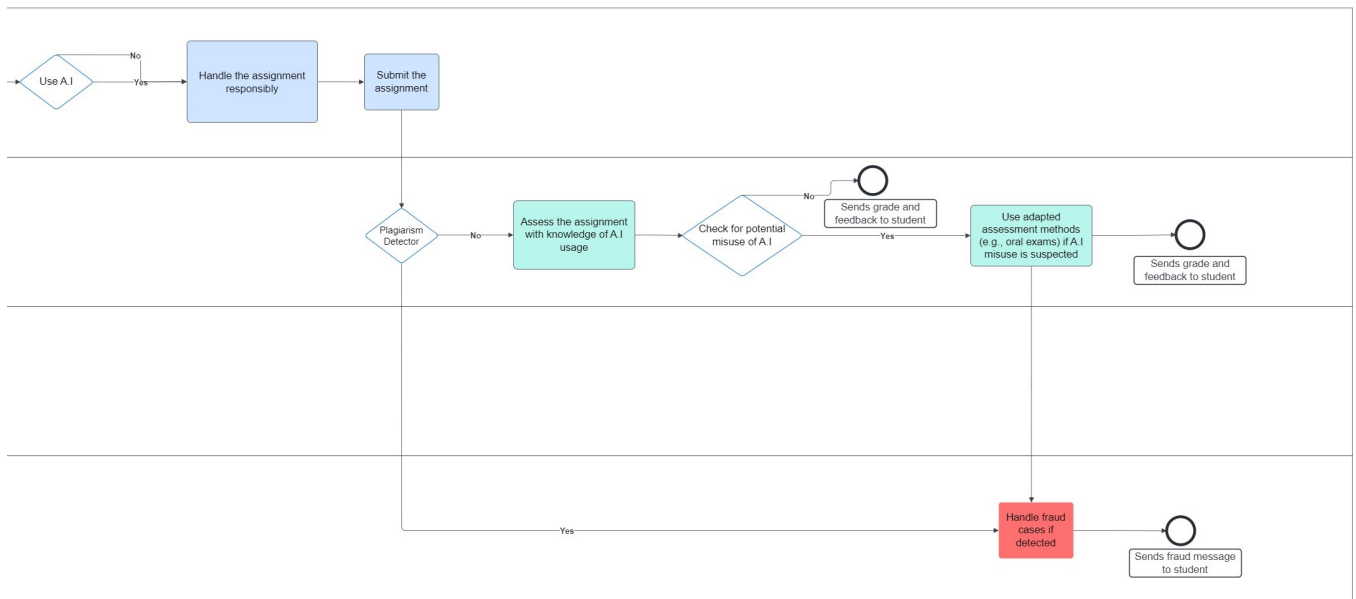 No
Use A.I
Yes
Handle the assignment
responsibly
Submit the
assignment
Plagiarism
Detector
No
Assess the assignment
with knowledge of A.I
usage
Check for potential
misuse of A.I
No
Sends grade and
feedback to student
Yes
Use adapted
assessment methods
(e.g., oral exams) if A.I
misuse is suspected
Sends grade and
feedback to student
Yes
Handle fraud
cases if
detected
Sends fraud message
to student